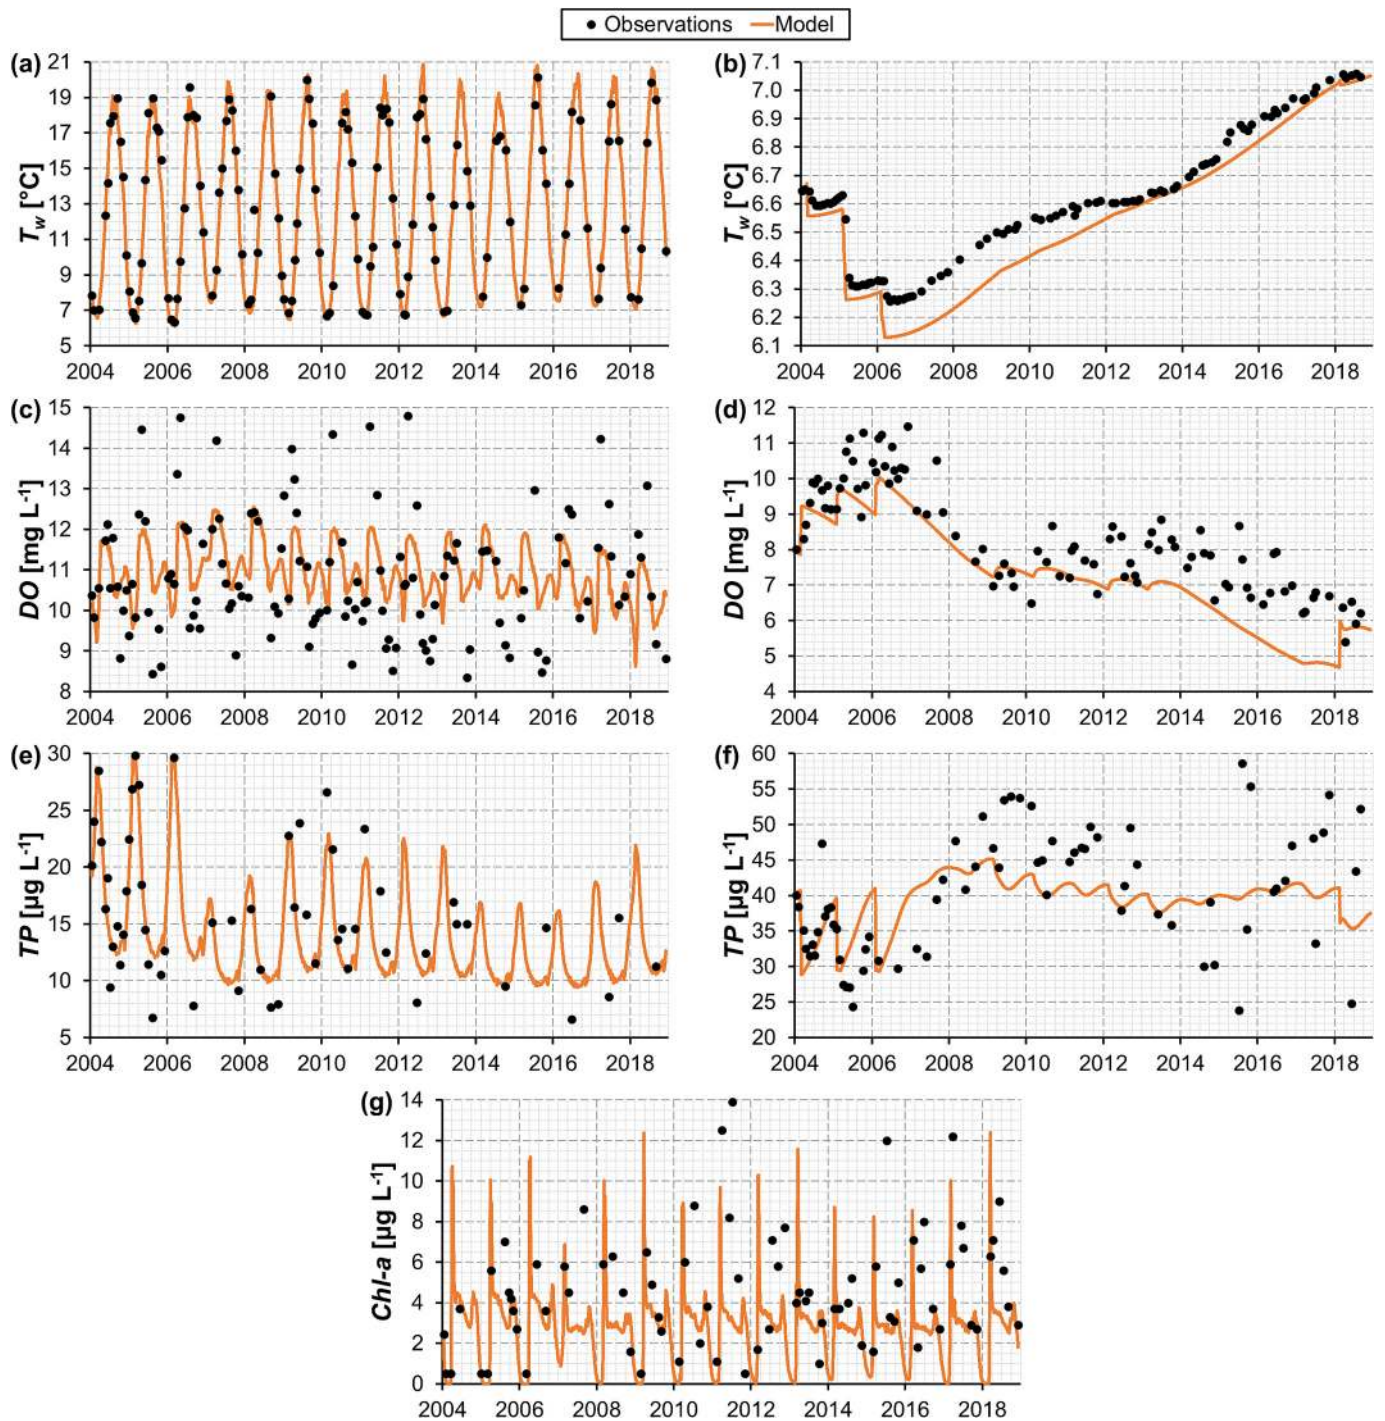 Observations Model
(a) (b)
21 19 17 15 13 11 9 7 5
T_w [°C]
2004 2006 2008 2010 2012 2014 2016 2018
7.1 7.0 6.9 6.8 6.7 6.6 6.5 6.4 6.3 6.2 6.1
T_w [°C]
2004 2006 2008 2010 2012 2014 2016 2018
(c) (d)
15 14 13 12 11 10 9 8
DO [mg L⁻¹]
2004 2006 2008 2010 2012 2014 2016 2018
12 11 10 9 8 7 6 5 4
DO [mg L⁻¹]
2004 2006 2008 2010 2012 2014 2016 2018
(e) (f)
30 25 20 15 10 5
TP [µg L⁻¹]
2004 2006 2008 2010 2012 2014 2016 2018
60 55 50 45 40 35 30 25 20
TP [µg L⁻¹]
2004 2006 2008 2010 2012 2014 2016 2018
(g)
14 12 10 8 6 4 2 0
Chl-a [µg L⁻¹]
2004 2006 2008 2010 2012 2014 2016 2018